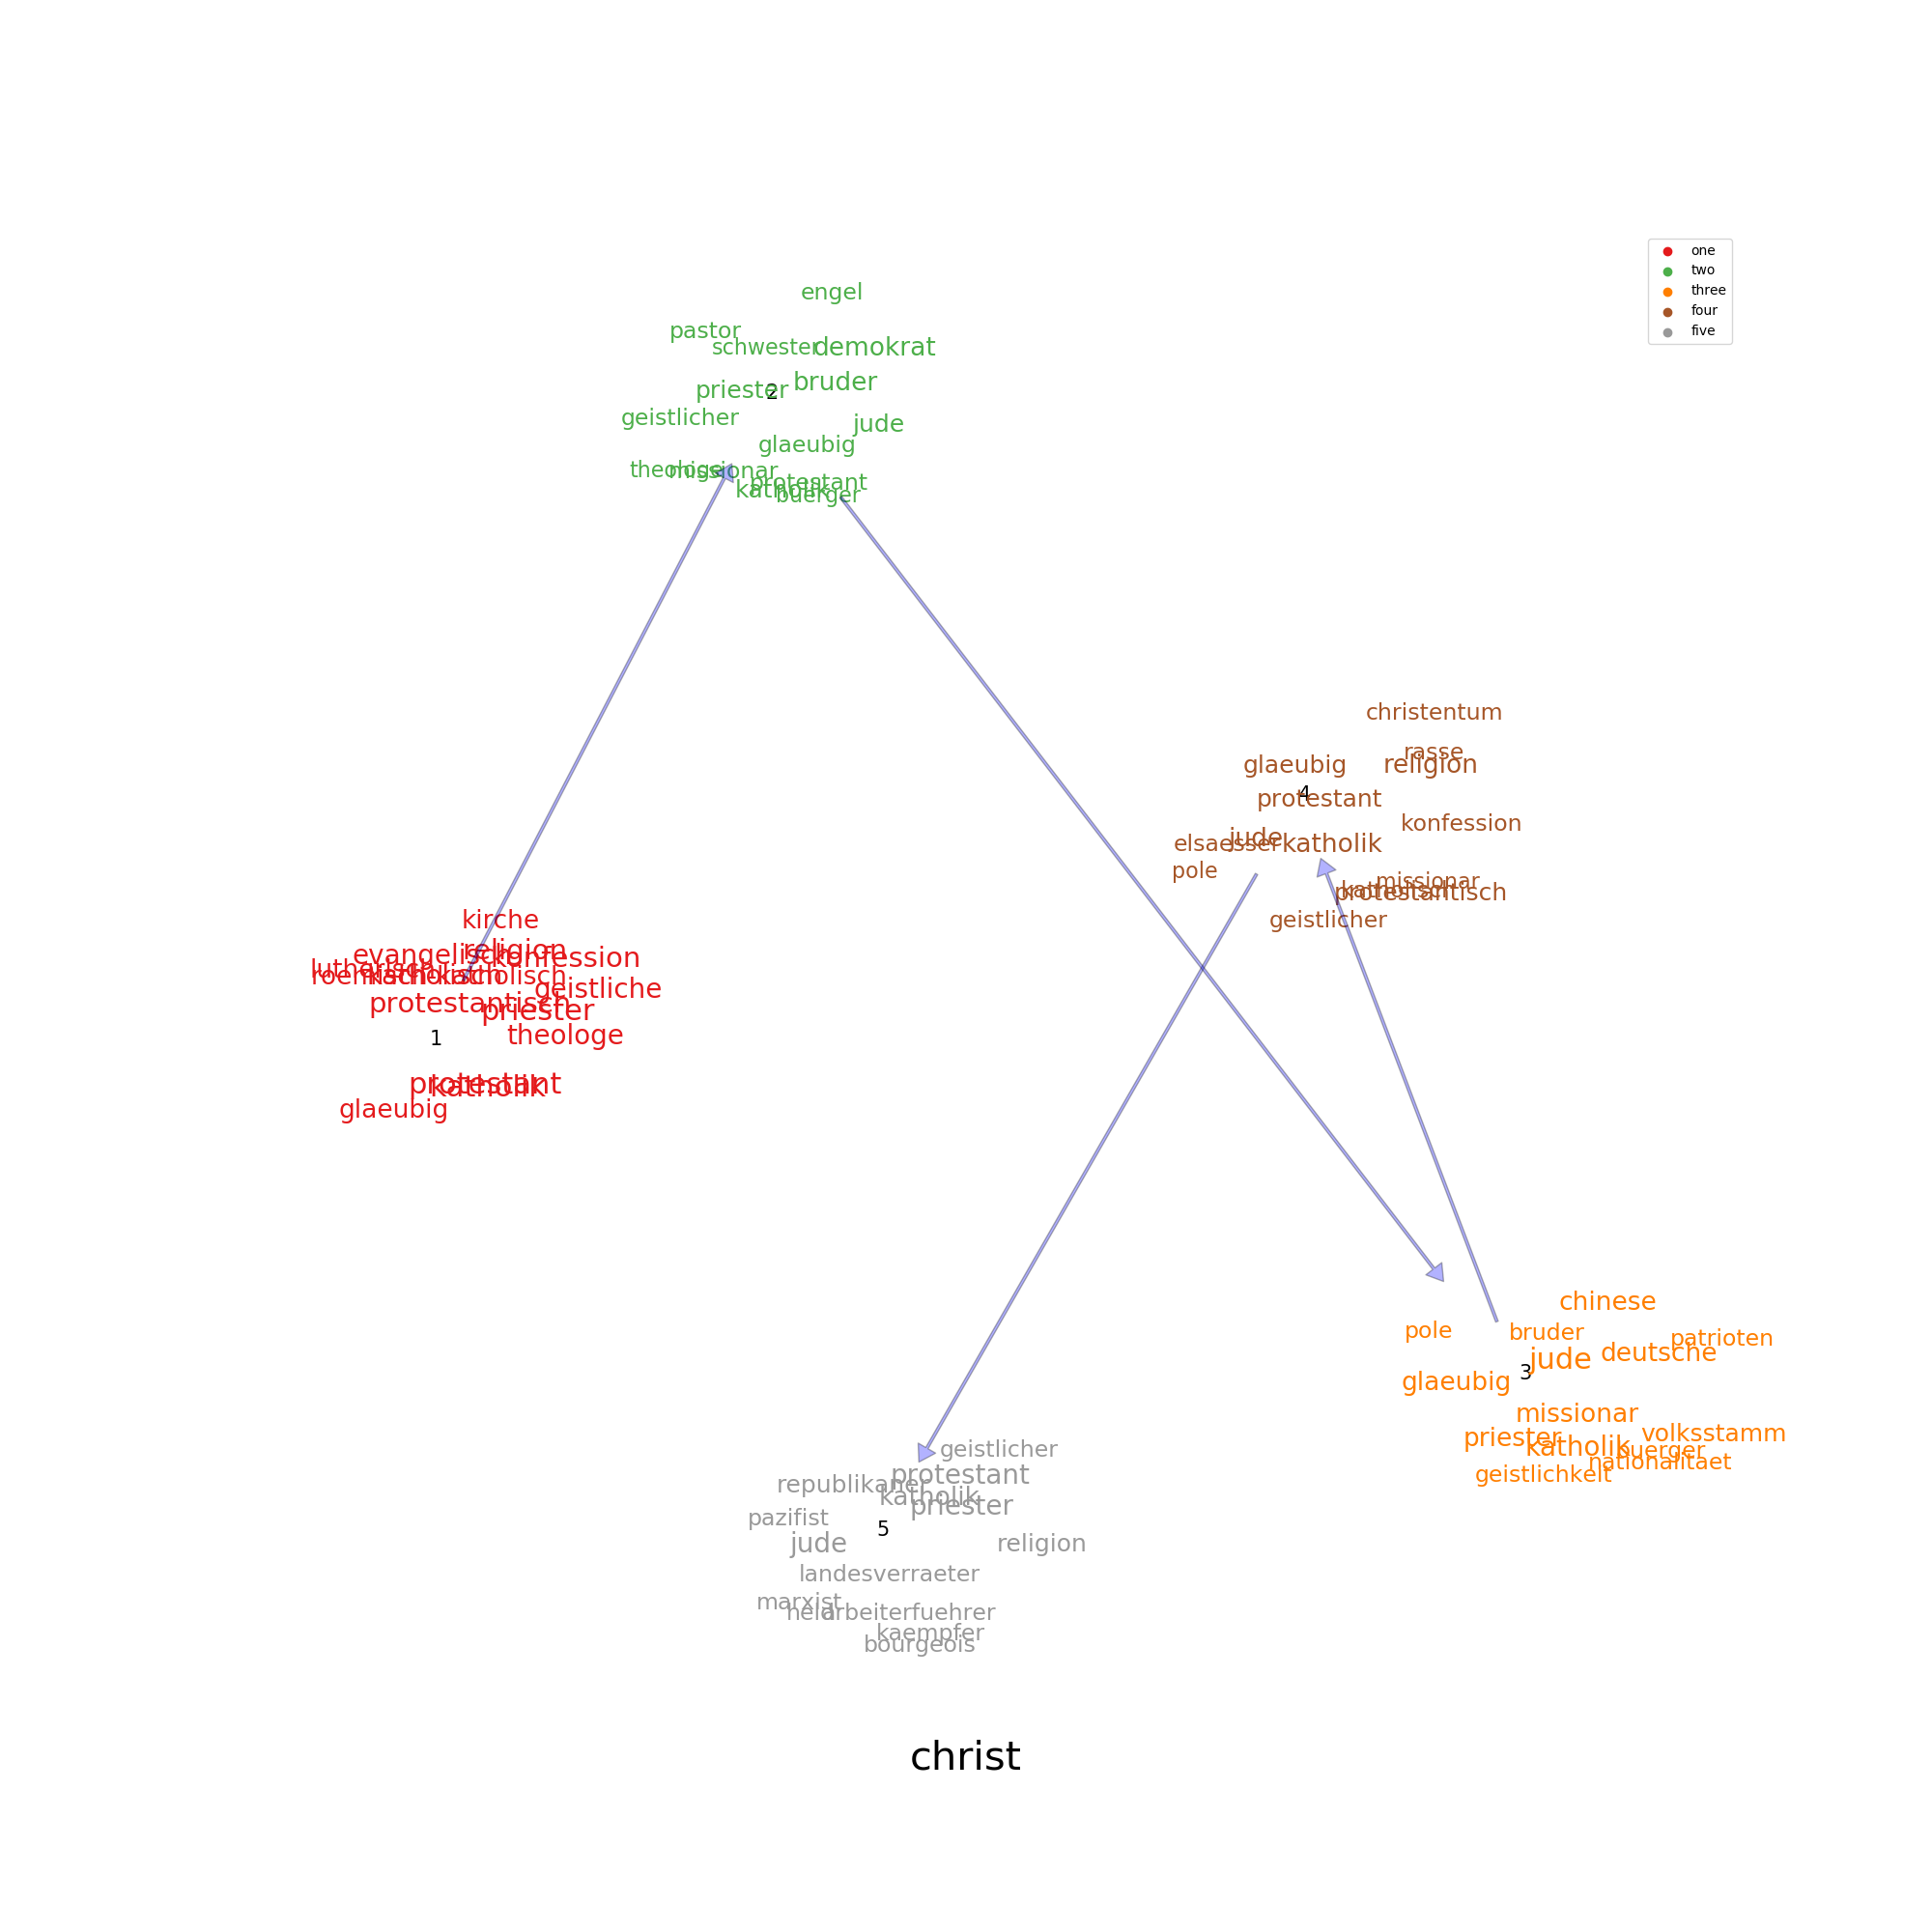 one
two
three
four
five
engel
pastor
schwester
demokrat
bruder
priester
2
geistlicher
jude
glaeubig
theologe
missionar
protestant
katholik
buerger
christentum
rasse
glaeubig
religion
4
protestant
konfession
jude
elsaesser
katholik
pole
missionar
katholisch
protestantisch
geistlicher
kirche
religion
evangelisch
konfession
lutherisch
roemisch-katholisch
katholisch
geistliche
protestantisch
priester
theologe
1
protestant
katholik
glaeubig
chinese
pole
bruder
patrioten
jude
deutsche
3
glaeubig
missionar
priester
volksstamm
katholik
buerger
nationalitaet
geistlichkeit
geistlicher
protestant
republikaner
katholik
priester
pazifist
5
jude
religion
landesverraeter
marxist
held
arbeiterfuehrer
kaempfer
bourgeois
christ